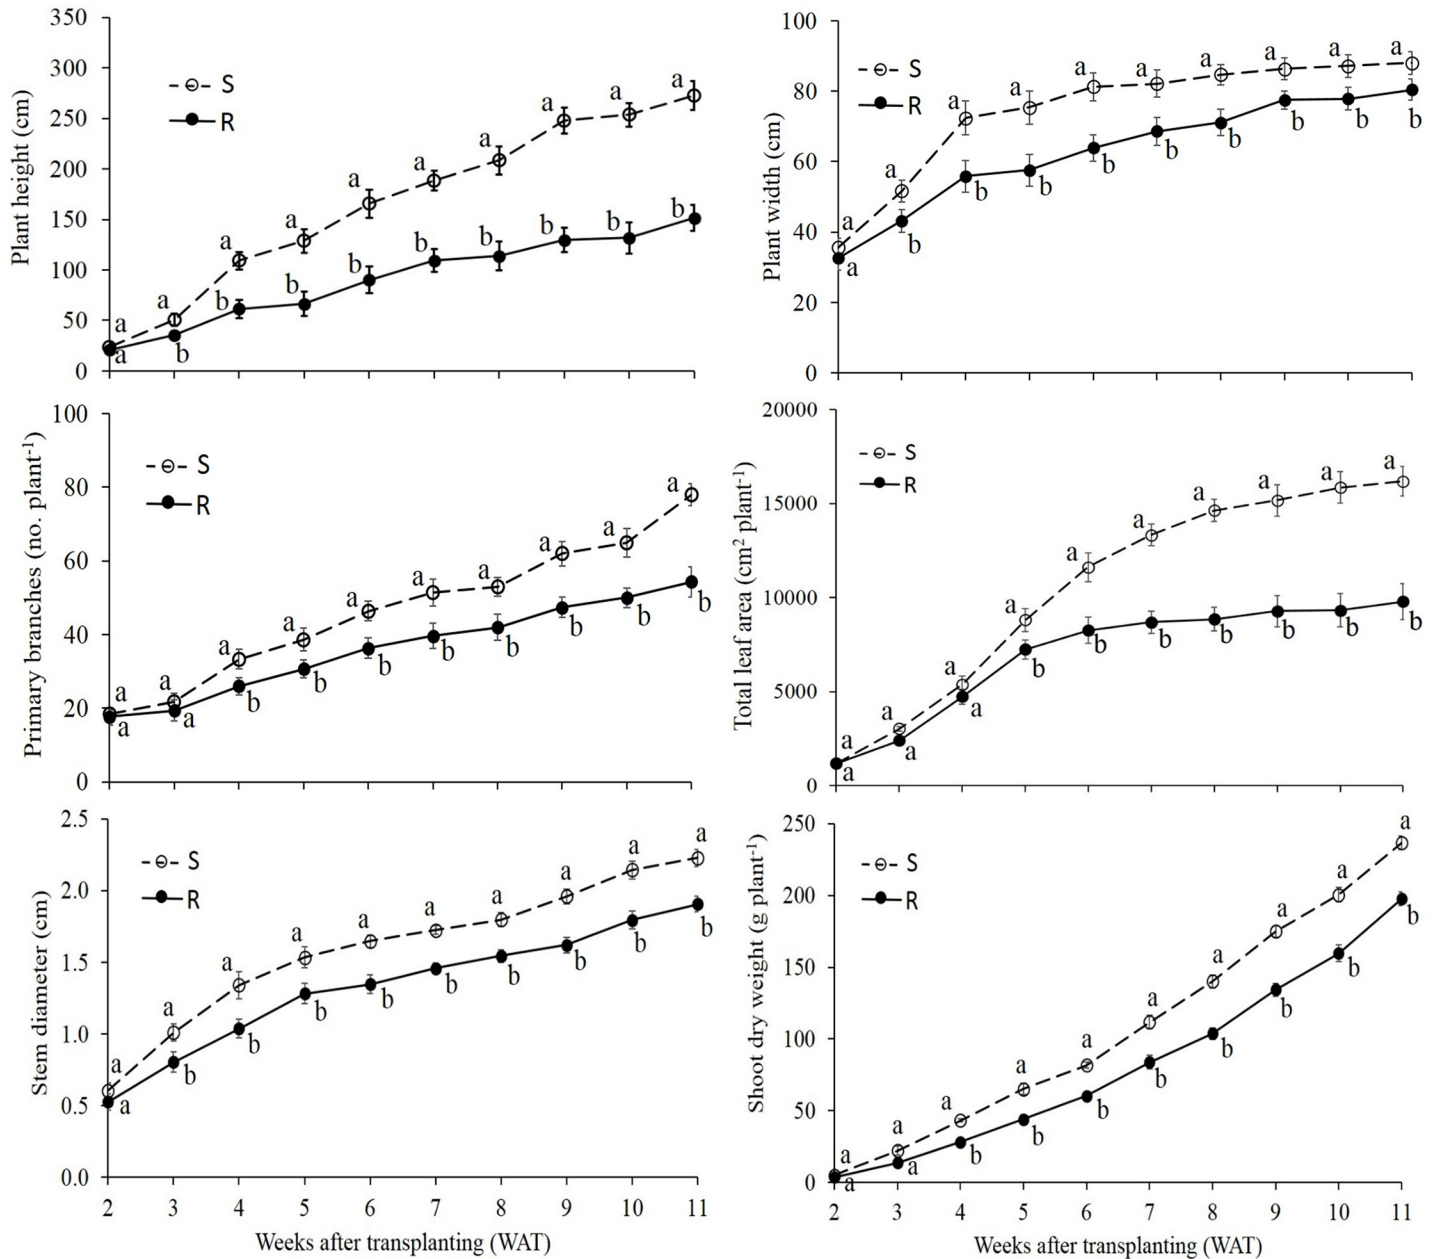 Plant height (cm)
350
300
250
200
150
100
50
0
S
R
a a a a a a a a a a
a b b b b b b b b b
Plant width (cm)
100
80
60
40
20
0
S
R
a a a a a a a a a a
a b b b b b b b b b
Primary branches (no. plant⁻¹)
100
80
60
40
20
0
S
R
a a a a a a a a a a
a a b b b b b b b b
Total leaf area (cm² plant⁻¹)
20000
15000
10000
5000
0
S
R
a a a a a a a a a a
a a a b b b b b b b
Stem diameter (cm)
2.5
2.0
1.5
1.0
0.5
0.0
S
R
a a a a a a a a a a
a b b b b b b b b b
2 3 4 5 6 7 8 9 10 11
Weeks after transplanting (WAT)
Shoot dry weight (g plant⁻¹)
250
200
150
100
50
0
S
R
a a a a a a a a a a
a a b b b b b b b b
2 3 4 5 6 7 8 9 10 11
Weeks after transplanting (WAT)